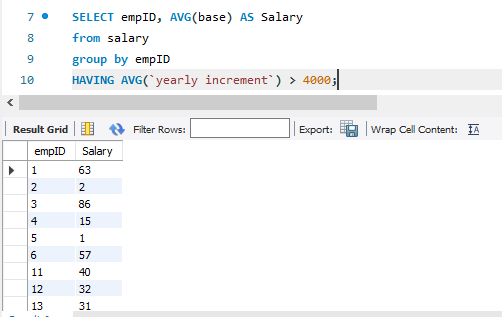 7 SELECT empID, AVG(base) AS Salary
8 from salary
9 group by empID
10 HAVING AVG(`yearly increment`) > 4000;
Result Grid Filter Rows: Export: Wrap Cell Content: IA
empID Salary
1 63
2 2
3 86
4 15
5 1
6 57
11 40
12 32
13 31